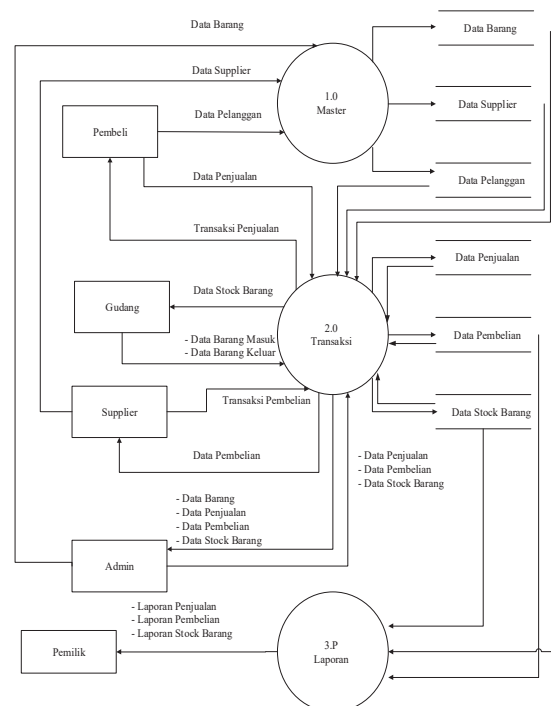 Data Barang
Data Barang
Data Supplier
1.0
Master
Data Supplier
Data Pelanggan
Pembeli
Data Penjualan
Data Pelanggan
Transaksi Penjualan
Data Penjualan
Data Stock Barang
Gudang
2.0
Transaksi
Data Pembelian
- Data Barang Masuk
- Data Barang Keluar
Supplier
Transaksi Pembelian
Data Stock Barang
Data Pembelian
- Data Penjualan
- Data Pembelian
- Data Stock Barang
- Data Barang
- Data Penjualan
- Data Pembelian
- Data Stock Barang
Admin
- Laporan Penjualan
- Laporan Pembelian
- Laporan Stock Barang
Pemilik
3.P
Laporan